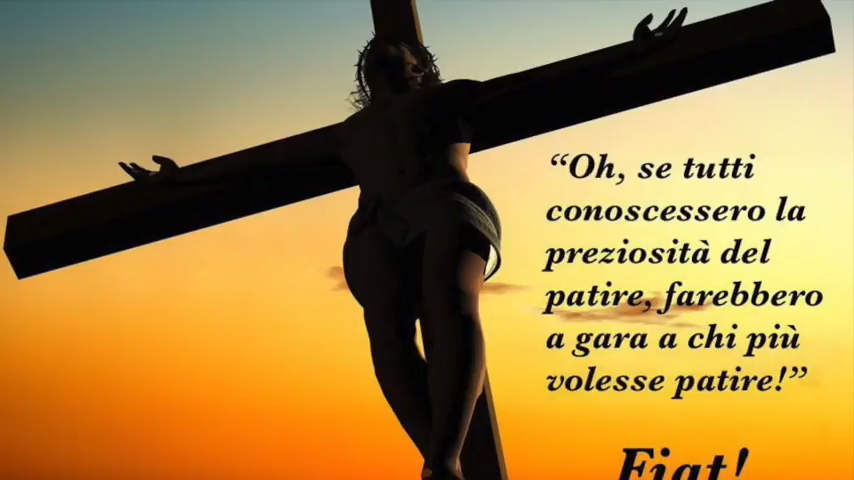 “Oh, se tutti
conoscessero la
preziosità del
patire, farebbero
a gara a chi più
volesse patire!”
Fiat!